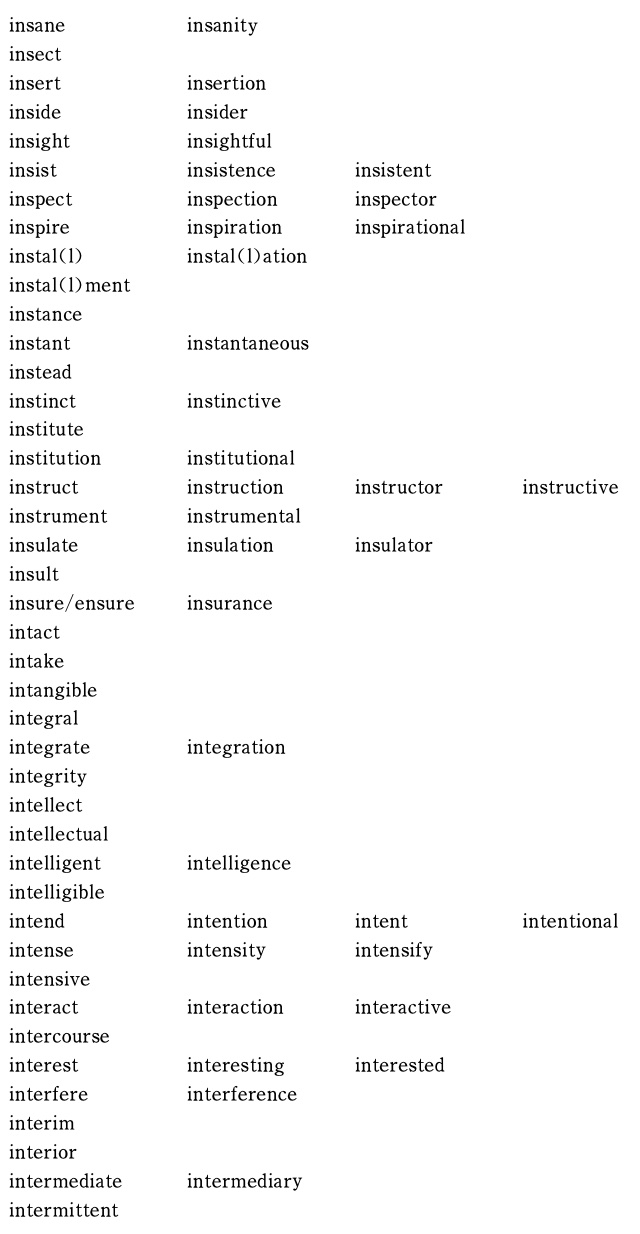 insane insanity
insect
insert insertion
inside insider
insight insightful
insist insistence insistent
inspect inspection inspector
inspire inspiration inspirational
instal(l) instal(l)ation
instal(l)ment
instance
instant instantaneous
instead
instinct instinctive
institute
institution institutional
instruct instruction instructor instructive
instrument instrumental
insulate insulation insulator
insult
insure/ensure insurance
intact
intake
intangible
integral
integrate integration
integrity
intellect
intellectual
intelligent intelligence
intelligible
intend intention intent intentional
intense intensity intensify
intensive
interact interaction interactive
intercourse
interest interesting interested
interfere interference
interim
interior
intermediate intermediary
intermittent